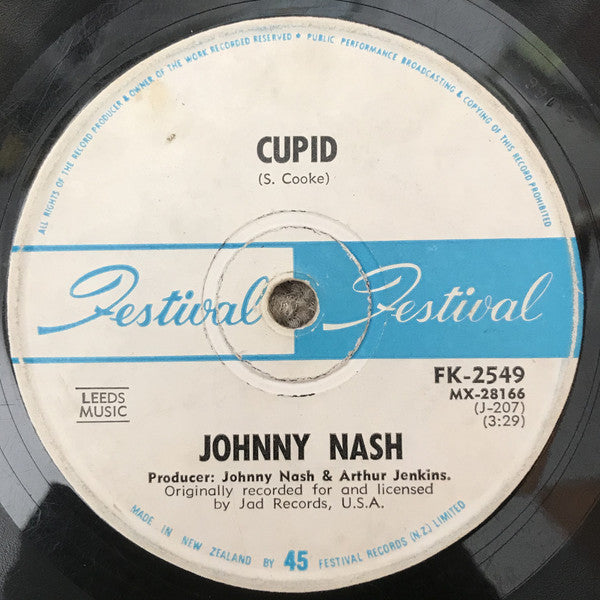 ALL RIGHTS OF THE RECORD PRODUCER & OWNER OF THE WORK RECORDED RESERVED ★ PUBLIC PERFORMANCE BROADCASTING & COPYING OF THIS RECORD PROHIBITED
CUPID
(S. Cooke)
Festival Festival
FK-2549
MX-28166
(J-207)
(3:29)
LEEDS
MUSIC
JOHNNY NASH
Producer: Johnny Nash & Arthur Jenkins.
Originally recorded for and licensed
by Jad Records, U.S.A.
MADE IN NEW ZEALAND BY 45 FESTIVAL RECORDS (N.Z.) LIMITED